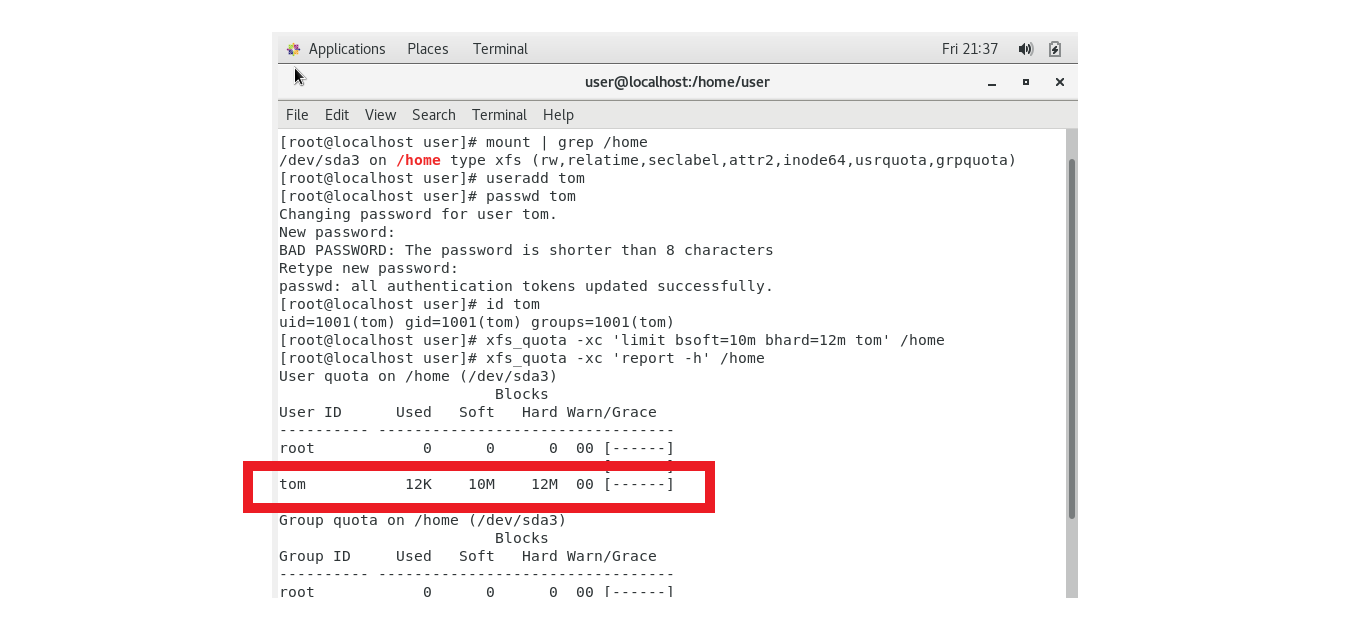 Applications Places Terminal Fri 21:37
user@localhost:/home/user
File Edit View Search Terminal Help
[root@localhost user]# mount | grep /home
/dev/sda3 on /home type xfs (rw,relatime,seclabel,attr2,inode64,usrquota,grpquota)
[root@localhost user]# useradd tom
[root@localhost user]# passwd tom
Changing password for user tom.
New password:
BAD PASSWORD: The password is shorter than 8 characters
Retype new password:
passwd: all authentication tokens updated successfully.
[root@localhost user]# id tom
uid=1001(tom) gid=1001(tom) groups=1001(tom)
[root@localhost user]# xfs_quota -xc 'limit bsoft=10m bhard=12m tom' /home
[root@localhost user]# xfs_quota -xc 'report -h' /home
User quota on /home (/dev/sda3)
                        Blocks
User ID      Used   Soft   Hard Warn/Grace
---------- ---------------------------------
root            0      0      0  00 [------]
tom           12K    10M    12M  00 [------]
Group quota on /home (/dev/sda3)
                        Blocks
Group ID     Used   Soft   Hard Warn/Grace
---------- ---------------------------------
root            0      0      0  00 [------]